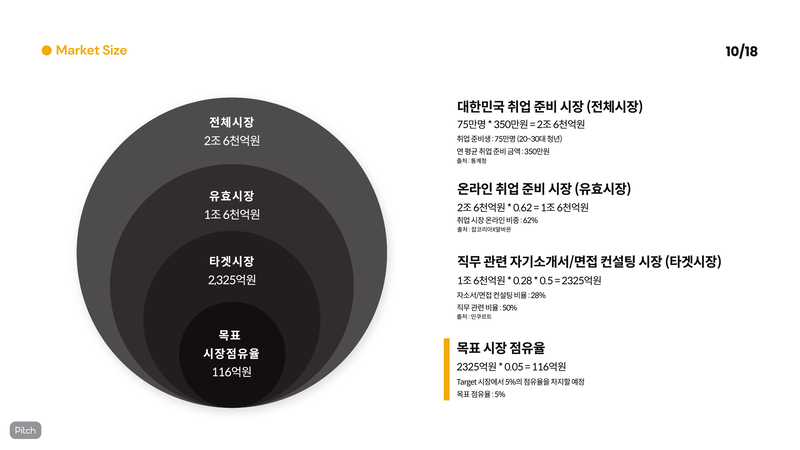 Market Size
10/18
전체시장
2조 6천억원
유효시장
1조 6천억원
타겟시장
2,325억원
목표
시장점유율
116억원
대한민국 취업 준비 시장 (전체시장)
75만명 * 350만원 = 2조 6천억원
취업 준비생 : 75만명 (20~30대 청년)
연 평균 취업 준비 금액 : 350만원
출처 : 통계청
온라인 취업 준비 시장 (유효시장)
2조 6천억원 * 0.62 = 1조 6천억원
취업 시장 온라인 비중 : 62%
출처 : 잡코리아X알바몬
직무 관련 자기소개서/면접 컨설팅 시장 (타겟시장)
1조 6천억원 * 0.28 * 0.5 = 2325억원
자소서/면접 컨설팅 비율 : 28%
직무 관련 비율 : 50%
출처 : 인쿠르트
목표 시장 점유율
2325억원 * 0.05 = 116억원
Target 시장에서 5%의 점유율을 차지할 예정
목표 점유율 : 5%
Pitch